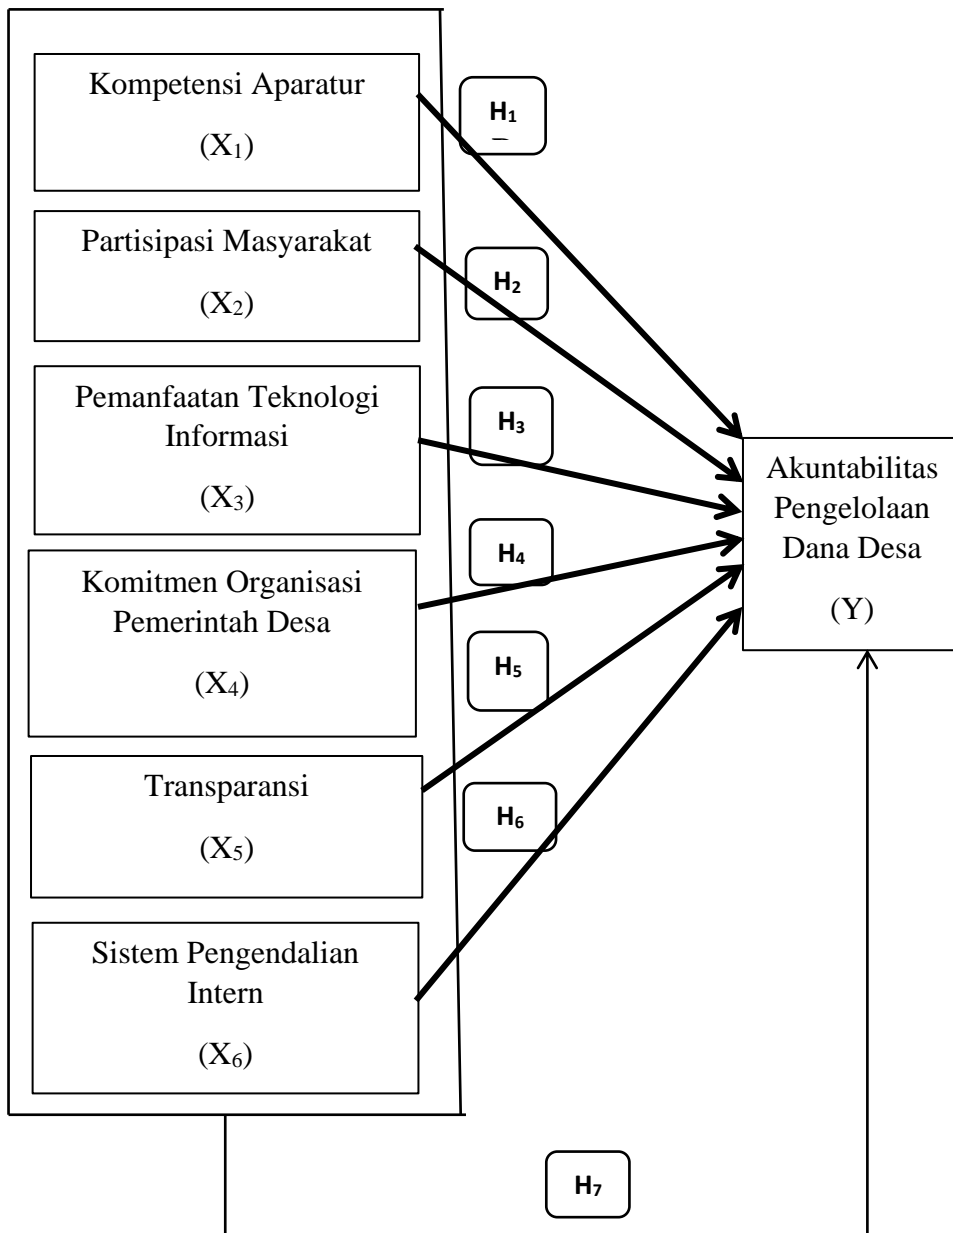 Kompetensi Aparatur
(X₁)
H₁
Partisipasi Masyarakat
(X₂)
H₂
Pemanfaatan Teknologi
Informasi
(X₃)
H₃
Akuntabilitas
Pengelolaan
Dana Desa
(Y)
Komitmen Organisasi
Pemerintah Desa
(X₄)
H₄
Transparansi
(X₅)
H₅
Sistem Pengendalian
Intern
(X₆)
H₆
H₇